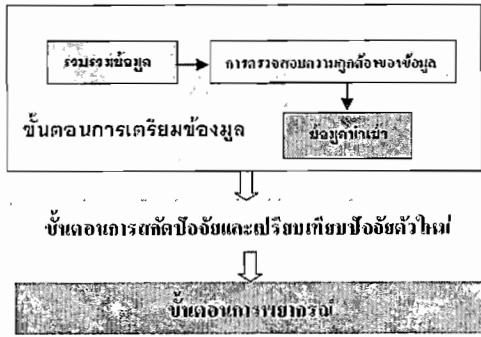 รวบรวมข้อมูล
การตรวจสอบความถูกต้องของข้อมูล
ขั้นตอนการเตรียมข้องมูล
ข้อมูลนำเข้า
ขั้นตอนการสกัดปัจจัยและเปรียบเทียบปัจจัยตัวใหม่
ขั้นตอนการพยากรณ์